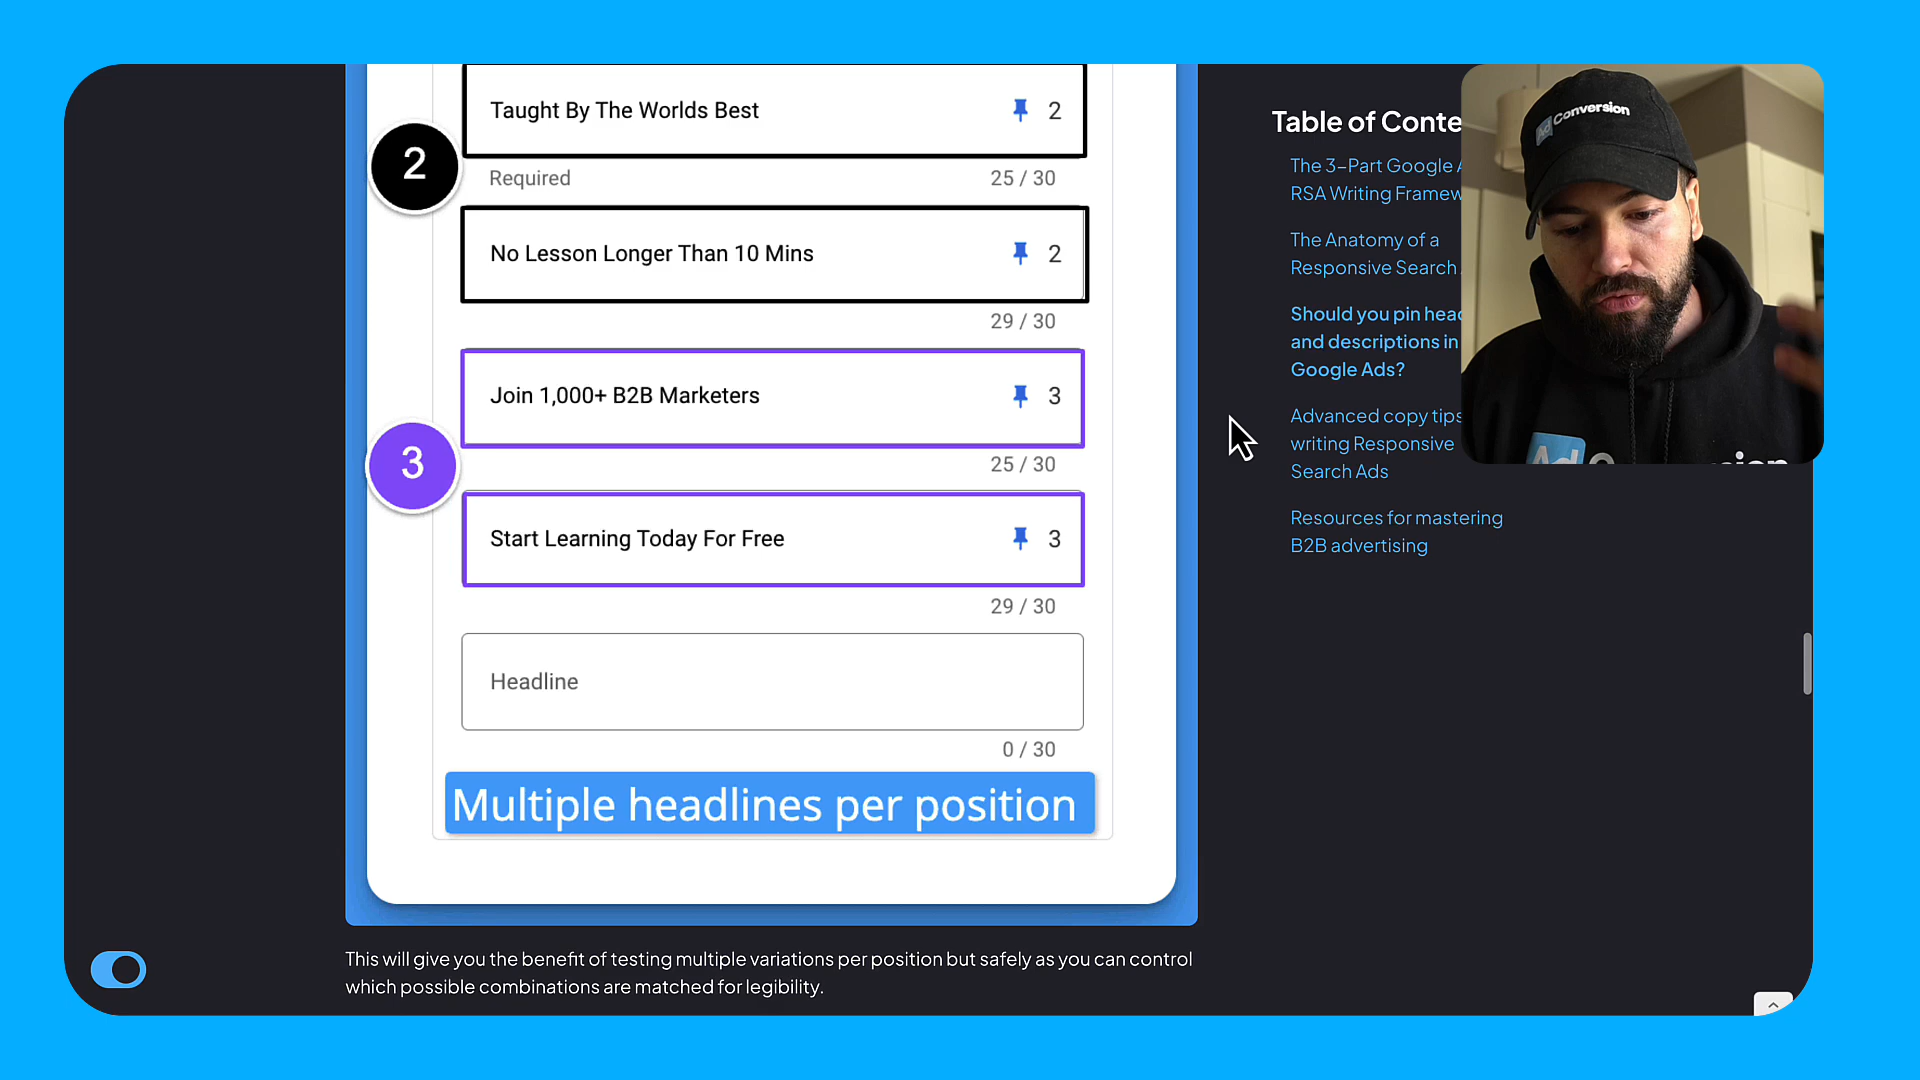 Taught By The Worlds Best
2
2
Required
25 / 30
No Lesson Longer Than 10 Mins
2
29 / 30
Join 1,000+ B2B Marketers
3
3
25 / 30
Start Learning Today For Free
3
29 / 30
Headline
0 / 30
Multiple headlines per position
This will give you the benefit of testing multiple variations per position but safely as you can control
which possible combinations are matched for legibility.
Table of Conte
The 3-Part Google
RSA Writing Framew
The Anatomy of a
Responsive Search
Should you pin head
and descriptions in
Google Ads?
Advanced copy tips
writing Responsive
Search Ads
Resources for mastering
B2B advertising
Ad Conversion
Ad